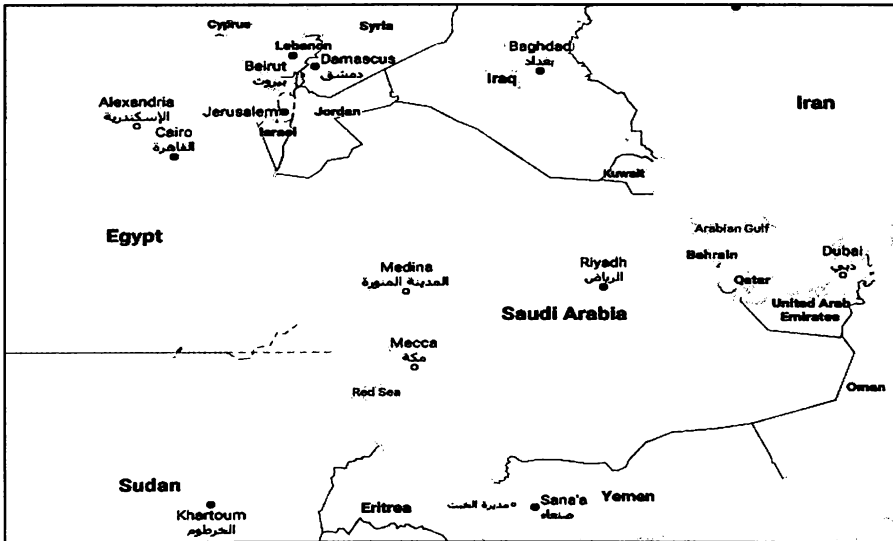 Cyprus
Syria
Lebanon
Beirut
بيروت
Damascus
دمشق
Baghdad
بغداد
Iraq
Iran
Alexandria
الإسكندرية
Cairo
القاهرة
Jerusalem
Israel
Jordan
Kuwait
Egypt
Arabian Gulf
Bahrain
Qatar
Dubai
دبي
Medina
المدينة المنورة
Riyadh
الرياض
United Arab
Emirates
Saudi Arabia
Mecca
مكة
Red Sea
Oman
Sudan
Khartoum
الخرطوم
Eritrea
Sana'a
صنعاء
Yemen